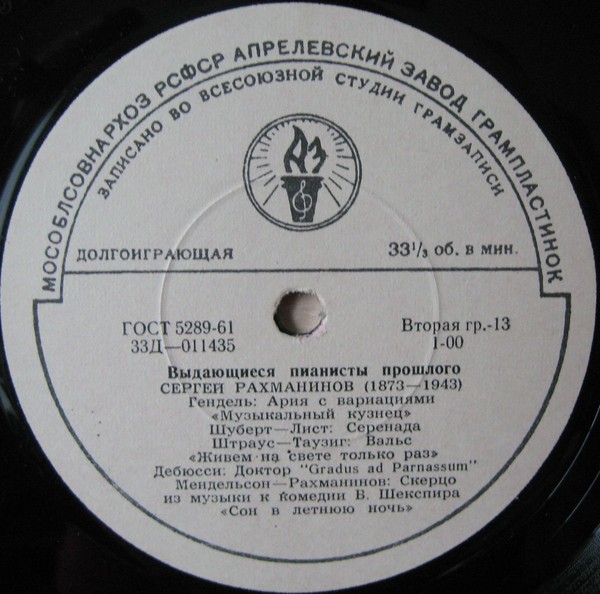 МОСОБЛСОВНАРХОЗ РСФСР АПРЕЛЕВСКИЙ ЗАВОД ГРАМПЛАСТИНОК
ЗАПИСАНО ВО ВСЕСОЮЗНОЙ СТУДИИ ГРАМЗАПИСИ
АЗ
ДОЛГОИГРАЮЩАЯ 33⅓ об. в мин.
ГОСТ 5289-61 Вторая гр.-13
33Д—011435 1-00
Выдающиеся пианисты прошлого
СЕРГЕЙ РАХМАНИНОВ (1873—1943)
Гендель: Ария с вариациями
«Музыкальный кузнец»
Шуберт—Лист: Серенада
Штраус—Таузиг: Вальс
«Живем на свете только раз»
Дебюсси: Доктор "Gradus ad Parnassum"
Мендельсон—Рахманинов: Скерцо
из музыки к комедии В. Шекспира
«Сон в летнюю ночь»